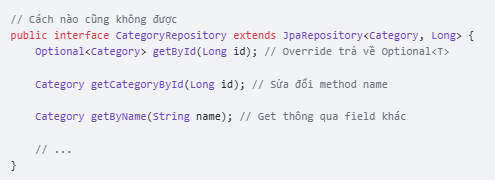 // Cách nào cũng không được
public interface CategoryRepository extends JpaRepository<Category, Long> {
Optional<Category> getById(Long id); // Override trả về Optional<T>
Category getCategoryById(Long id); // Sửa đổi method name
Category getByName(String name); // Get thông qua field khác
// ...
}